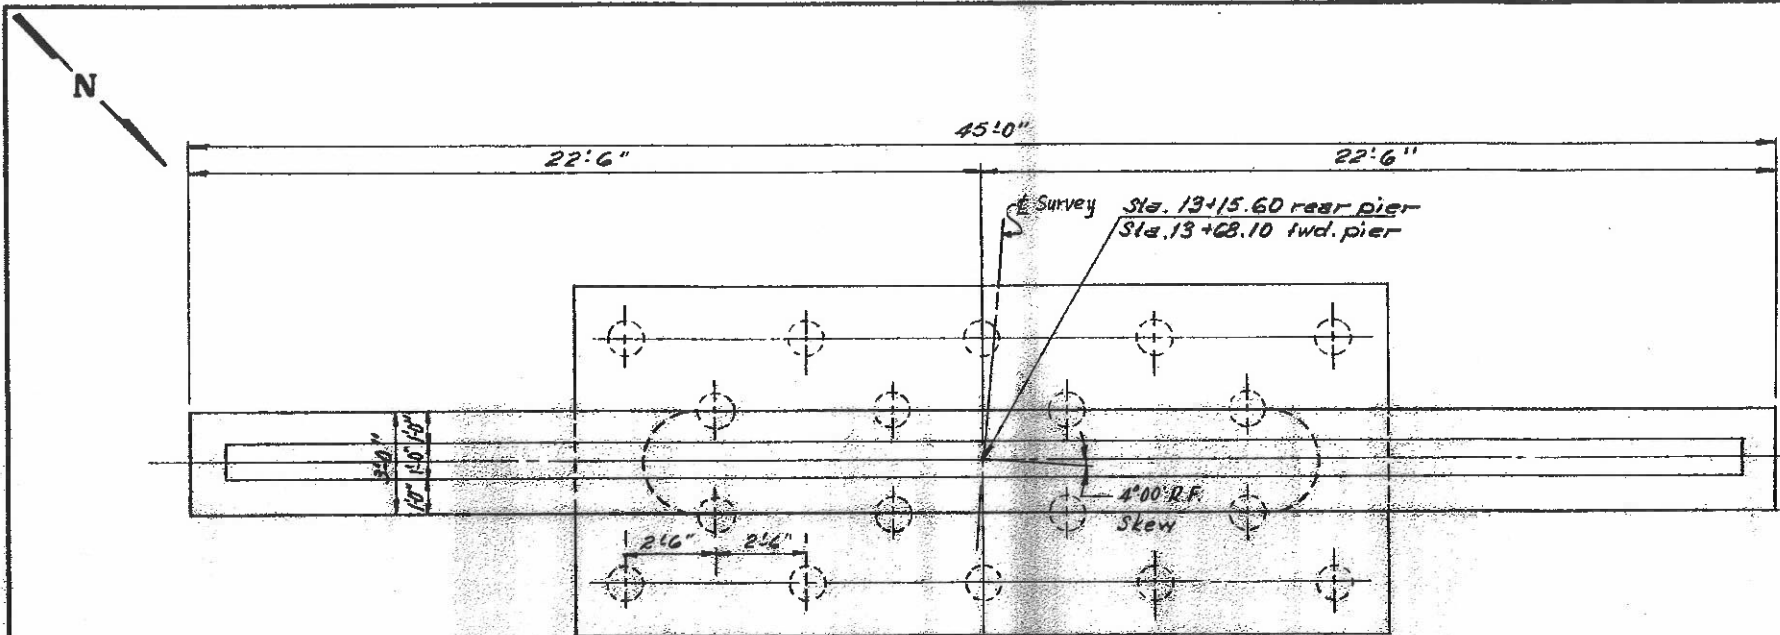 N
45'-0"
22'-6"
22'-6"
℄ Survey
Sta. 13+15.60 rear pier
Sta. 13+68.10 fwd. pier
3'-0"
1'-0"
1'-0"
1'-0"
4°00' R.F.
Skew
2'-6"
2'-6"